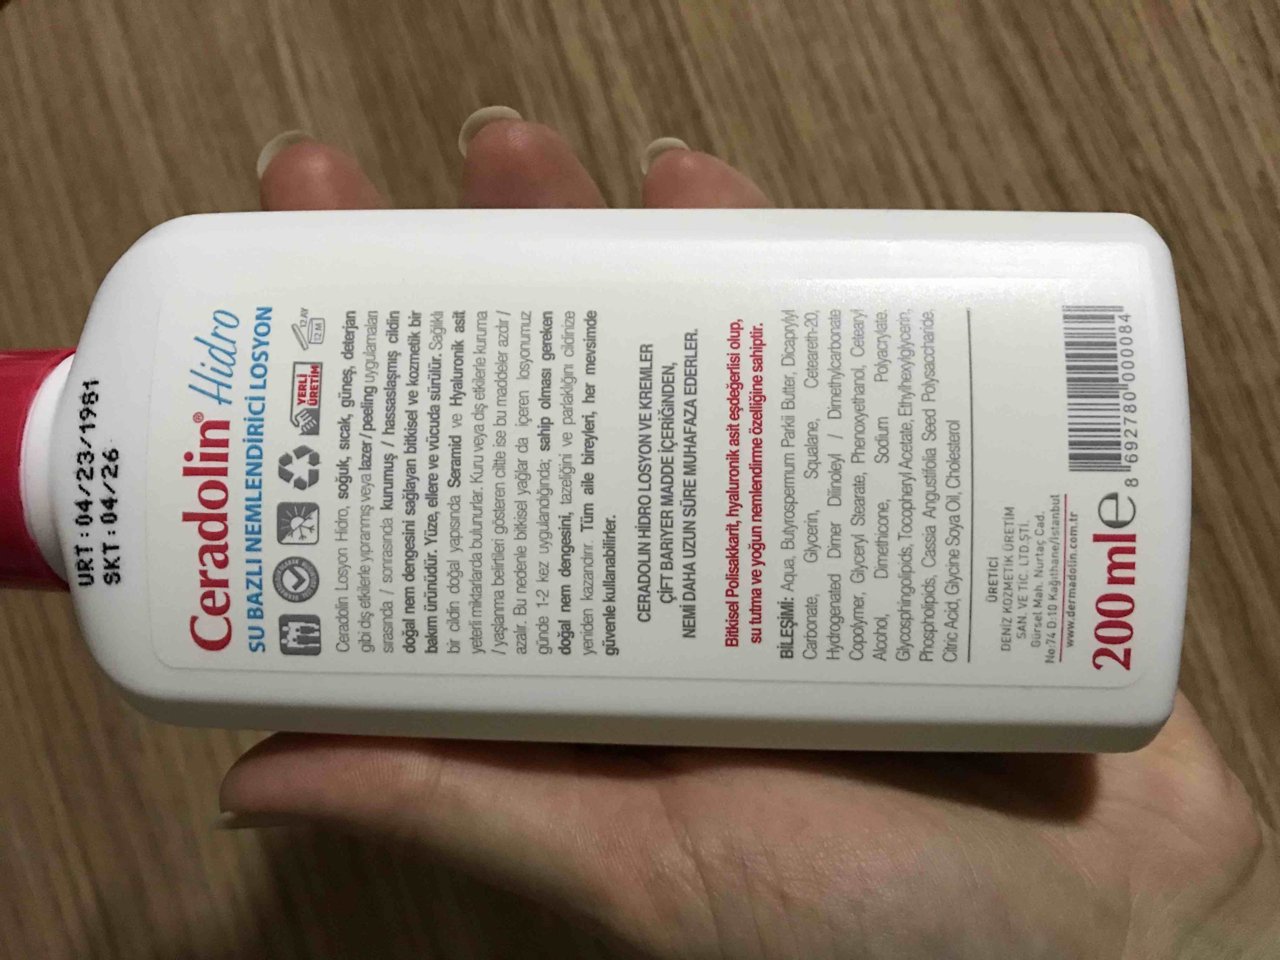 URT:04/23/1981
SKT:04/26
Ceradolin® Hidro
SU BAZLI NEMLENDİRİCİ LOSYON
YERLİ
ÜRETİM
12 AY
12 M
Ceradolin Losyon Hidro, soğuk, sıcak, güneş, deterjan
gibi dış etkilerle yıpranmış veya lazer / peeling uygulamaları
sırasında / sonrasında kurumuş / hassaslaşmış cildin
doğal nem dengesini sağlayan bitkisel ve kozmetik bir
bakım ürünüdür. Yüze, ellere ve vücuda sürülür. Sağlıklı
bir cildin doğal yapısında Seramid ve Hyaluronik asit
yeterli miktarlarda bulunurlar. Kuru veya dış etkilerle kuruma
/ yaşlanma belirtileri gösteren ciltte ise bu maddeler azdır /
azalır. Bu nedenle bitkisel yağlar da içeren losyonumuz
günde 1-2 kez uygulandığında; sahip olması gereken
doğal nem dengesini, tazeliğini ve parlaklığını cildinize
yeniden kazandırır. Tüm aile bireyleri, her mevsimde
güvenle kullanabilirler.
CERADOLIN HİDRO LOSYON VE KREMLER
ÇİFT BARIYER MADDE İÇERİĞİNDEN,
NEMİ DAHA UZUN SÜRE MUHAFAZA EDERLER.
Bitkisel Polisakkarit, hyaluronik asit eşdeğerlisi olup,
su tutma ve yoğun nemlendirme özelliğine sahiptir.
BİLEŞİMİ: Aqua, Butyrospermum Parkii Butter, Dicaprylyl
Carbonate, Glycerin, Squalane, Ceteareth-20,
Hydrogenated Dimer Dilinoleyl / Dimethylcarbonate
Copolymer, Glyceryl Stearate, Phenoxyethanol, Cetearyl
Alcohol, Dimethicone, Sodium Polyacrylate,
Glycosphingolipids, Tocopheryl Acetate, Ethylhexylglycerin,
Phospholipids, Cassia Angustifolia Seed Polysaccharide,
Citric Acid, Glycine Soya Oil, Cholesterol
ÜRETİCİ
DENİZ KOZMETİK ÜRETİM
SAN. VE TİC. LTD.ŞTİ.
Gürsel Mah. Nurtaç Cad.
No:74 D:10 Kağıthane/İstanbul
www.dermadolin.com.tr
200 ml e
8 692780 000084